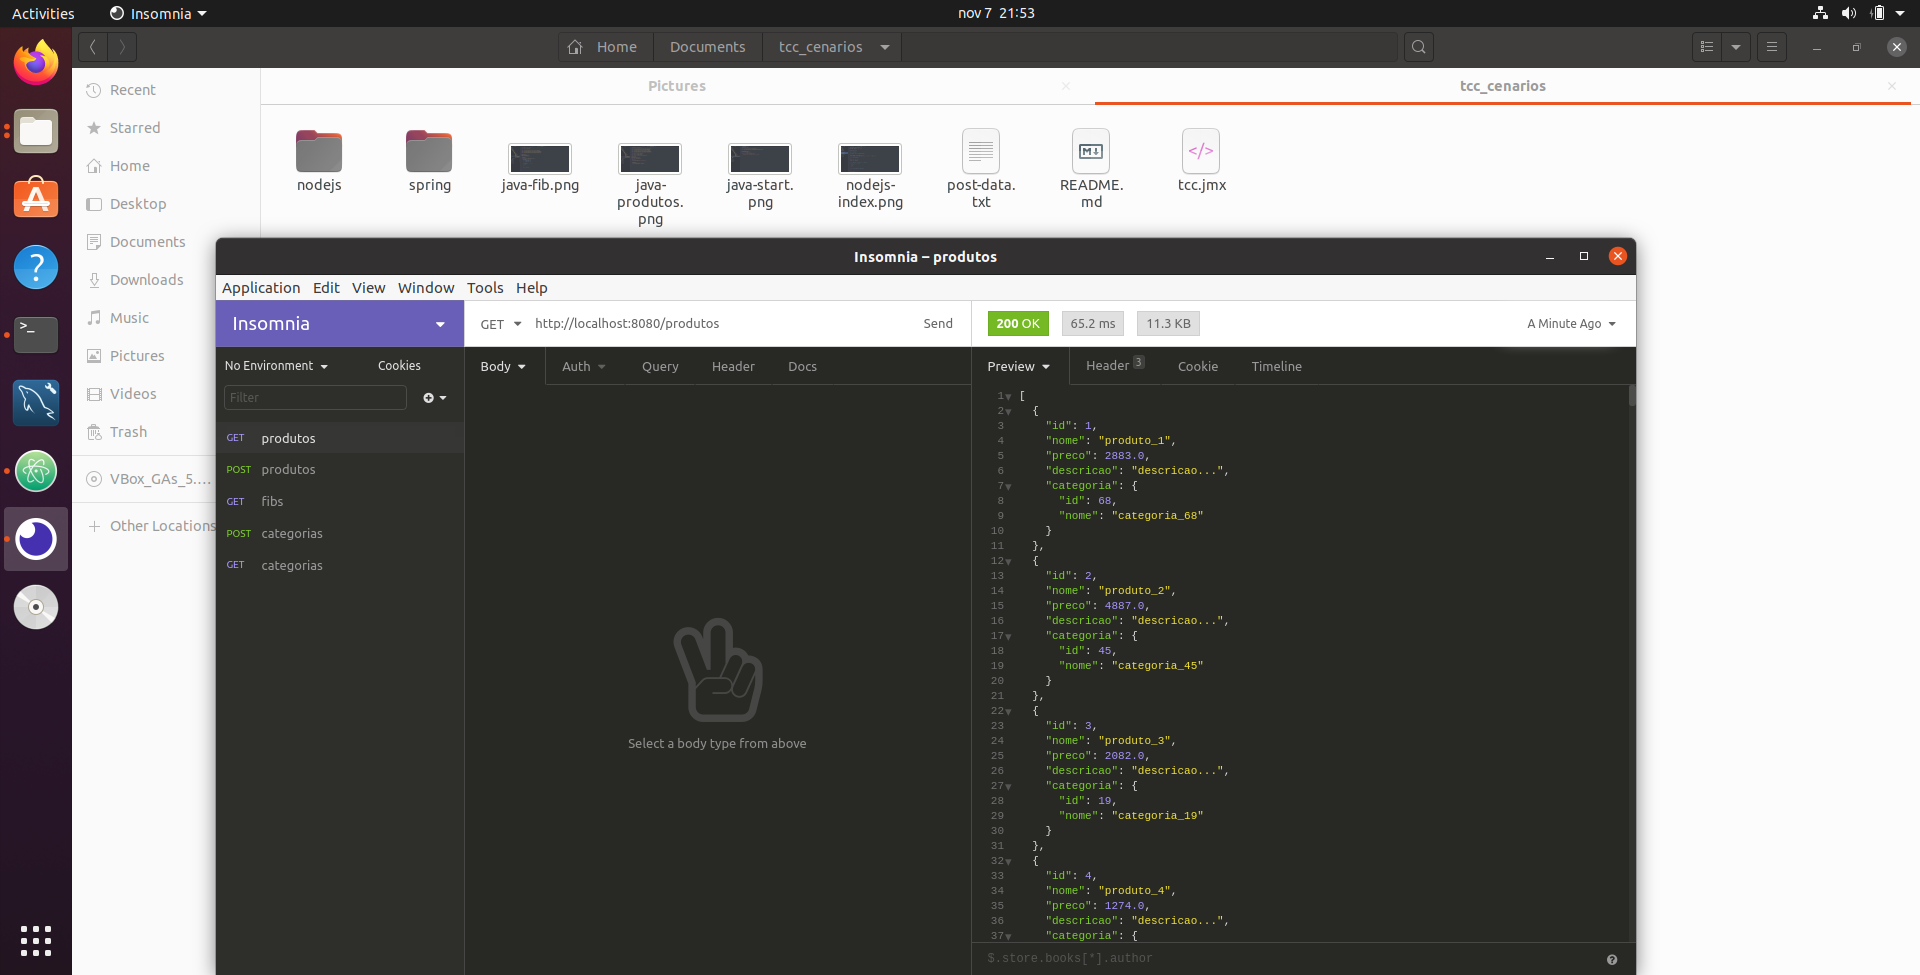 Activities
Insomnia
nov 7 21:53
Home
Documents
tcc_cenarios
Recent
Starred
Home
Desktop
Documents
Downloads
Music
Pictures
Videos
Trash
VBox_GAs_5....
Other Locations
Pictures
tcc_cenarios
nodejs
spring
java-fib.png
java-
produtos.
png
java-start.
png
nodejs-
index.png
post-data.
txt
README.
md
tcc.jmx
Insomnia – produtos
Application Edit View Window Tools Help
Insomnia
GET http://localhost:8080/produtos Send
200 OK 65.2 ms 11.3 KB A Minute Ago
No Environment Cookies
Filter
GET produtos
POST produtos
GET fibs
POST categorias
GET categorias
Body Auth Query Header Docs
Select a body type from above
Preview Header 3 Cookie Timeline
1 [
2 {
3 "id": 1,
4 "nome": "produto_1",
5 "preco": 2883.0,
6 "descricao": "descricao...",
7 "categoria": {
8 "id": 68,
9 "nome": "categoria_68"
10 }
11 },
12 {
13 "id": 2,
14 "nome": "produto_2",
15 "preco": 4887.0,
16 "descricao": "descricao...",
17 "categoria": {
18 "id": 45,
19 "nome": "categoria_45"
20 }
21 },
22 {
23 "id": 3,
24 "nome": "produto_3",
25 "preco": 2082.0,
26 "descricao": "descricao...",
27 "categoria": {
28 "id": 19,
29 "nome": "categoria_19"
30 }
31 },
32 {
33 "id": 4,
34 "nome": "produto_4",
35 "preco": 1274.0,
36 "descricao": "descricao...",
37 "categoria": {
$.store.books[*].author